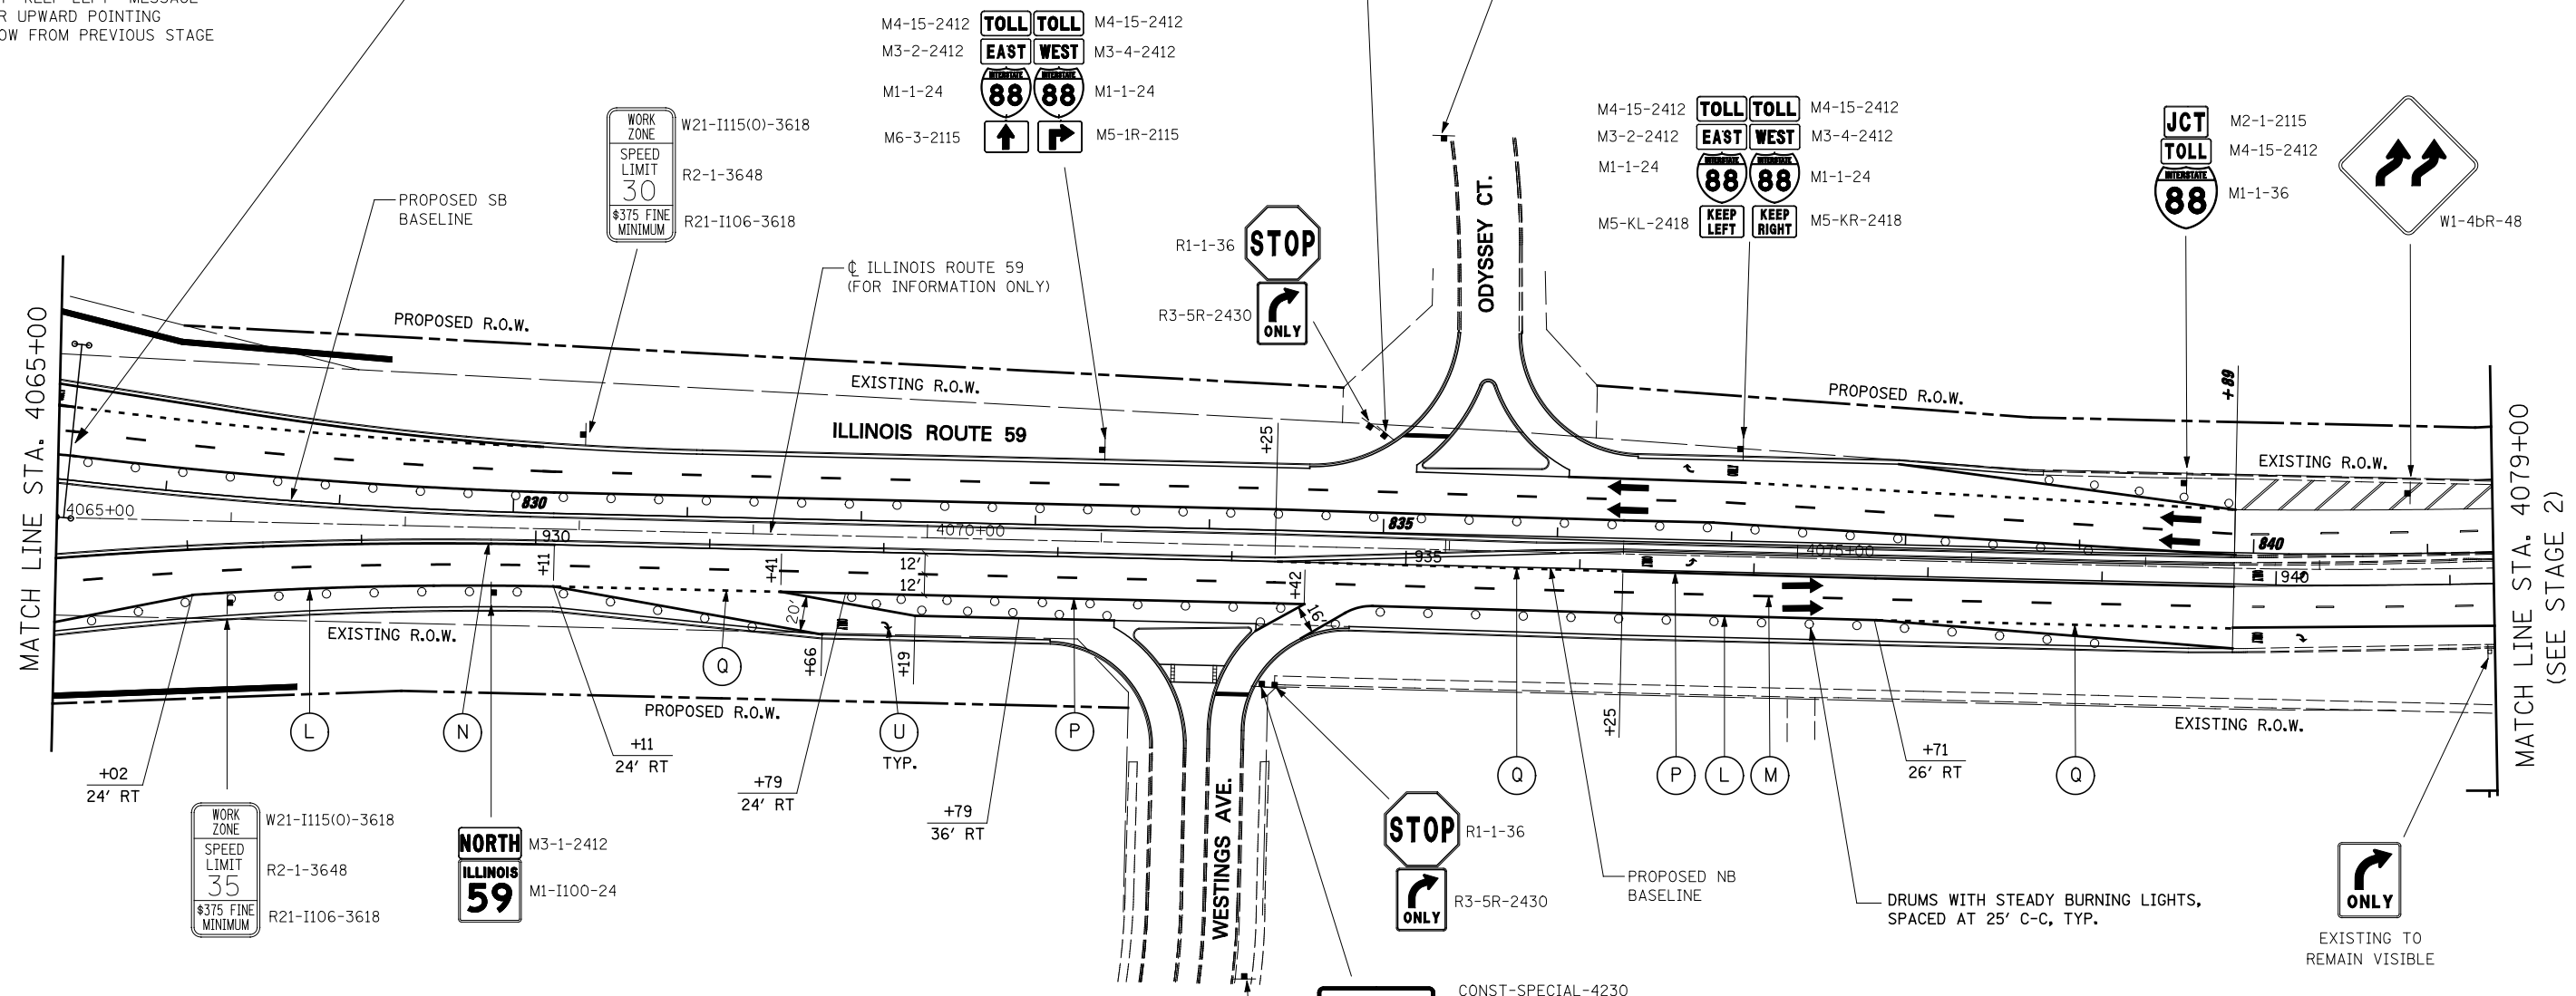 R UPWARD POINTING
OW FROM PREVIOUS STAGE
M4-15-2412 TOLL TOLL M4-15-2412
M3-2-2412 EAST WEST M3-4-2412
M1-1-24 INTERSTATE 88 INTERSTATE 88 M1-1-24
M6-3-2115 M5-1R-2115
WORK
ZONE
W21-I115(O)-3618
SPEED
LIMIT
30
R2-1-3648
$375 FINE
MINIMUM
R21-I106-3618
PROPOSED SB
BASELINE
℄ ILLINOIS ROUTE 59
(FOR INFORMATION ONLY)
R1-1-36 STOP
R3-5R-2430 ONLY
ODYSSEY CT.
M4-15-2412 TOLL TOLL M4-15-2412
M3-2-2412 EAST WEST M3-4-2412
M1-1-24 INTERSTATE 88 INTERSTATE 88 M1-1-24
M5-KL-2418 KEEP LEFT KEEP RIGHT M5-KR-2418
JCT M2-1-2115
TOLL M4-15-2412
INTERSTATE 88 M1-1-36
W1-4bR-48
MATCH LINE STA. 4065+00
PROPOSED R.O.W.
EXISTING R.O.W.
ILLINOIS ROUTE 59
+25
PROPOSED R.O.W.
+89
EXISTING R.O.W.
MATCH LINE STA. 4079+00
(SEE STAGE 2)
4065+00
830
4070+00
835
4075+00
840
930
935
940
+11
+41
12'
12'
+42
16'
20'
+66
+19
+25
EXISTING R.O.W.
PROPOSED R.O.W.
EXISTING R.O.W.
L
N
Q
U
TYP.
P
Q
P
L
M
Q
+02
24' RT
+11
24' RT
+79
24' RT
+79
36' RT
+71
26' RT
WORK
ZONE
W21-I115(O)-3618
SPEED
LIMIT
35
R2-1-3648
$375 FINE
MINIMUM
R21-I106-3618
NORTH M3-1-2412
ILLINOIS
59
M1-I100-24
WESTINGS AVE.
STOP R1-1-36
ONLY R3-5R-2430
PROPOSED NB
BASELINE
DRUMS WITH STEADY BURNING LIGHTS,
SPACED AT 25' C-C, TYP.
ONLY
EXISTING TO
REMAIN VISIBLE
CONST-SPECIAL-4230